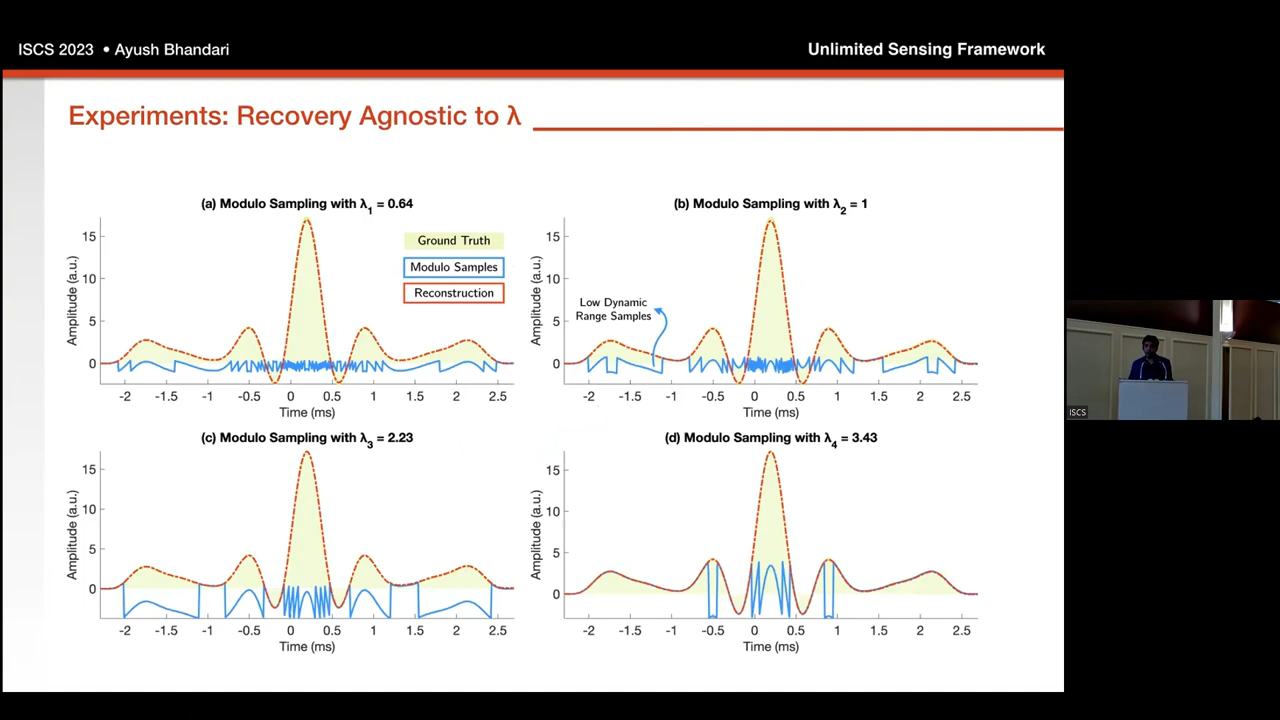 ISCS 2023 • Ayush Bhandari
Unlimited Sensing Framework
Experiments: Recovery Agnostic to λ
(a) Modulo Sampling with λ1 = 0.64
Amplitude (a.u.)
15
10
5
0
Ground Truth
Modulo Samples
Reconstruction
-2 -1.5 -1 -0.5 0 0.5 1 1.5 2 2.5
Time (ms)
(b) Modulo Sampling with λ2 = 1
Amplitude (a.u.)
15
10
5
0
Low Dynamic
Range Samples
-2 -1.5 -1 -0.5 0 0.5 1 1.5 2 2.5
Time (ms)
(c) Modulo Sampling with λ3 = 2.23
Amplitude (a.u.)
15
10
5
0
-2 -1.5 -1 -0.5 0 0.5 1 1.5 2 2.5
Time (ms)
(d) Modulo Sampling with λ4 = 3.43
Amplitude (a.u.)
15
10
5
0
-2 -1.5 -1 -0.5 0 0.5 1 1.5 2 2.5
Time (ms)
ISCS